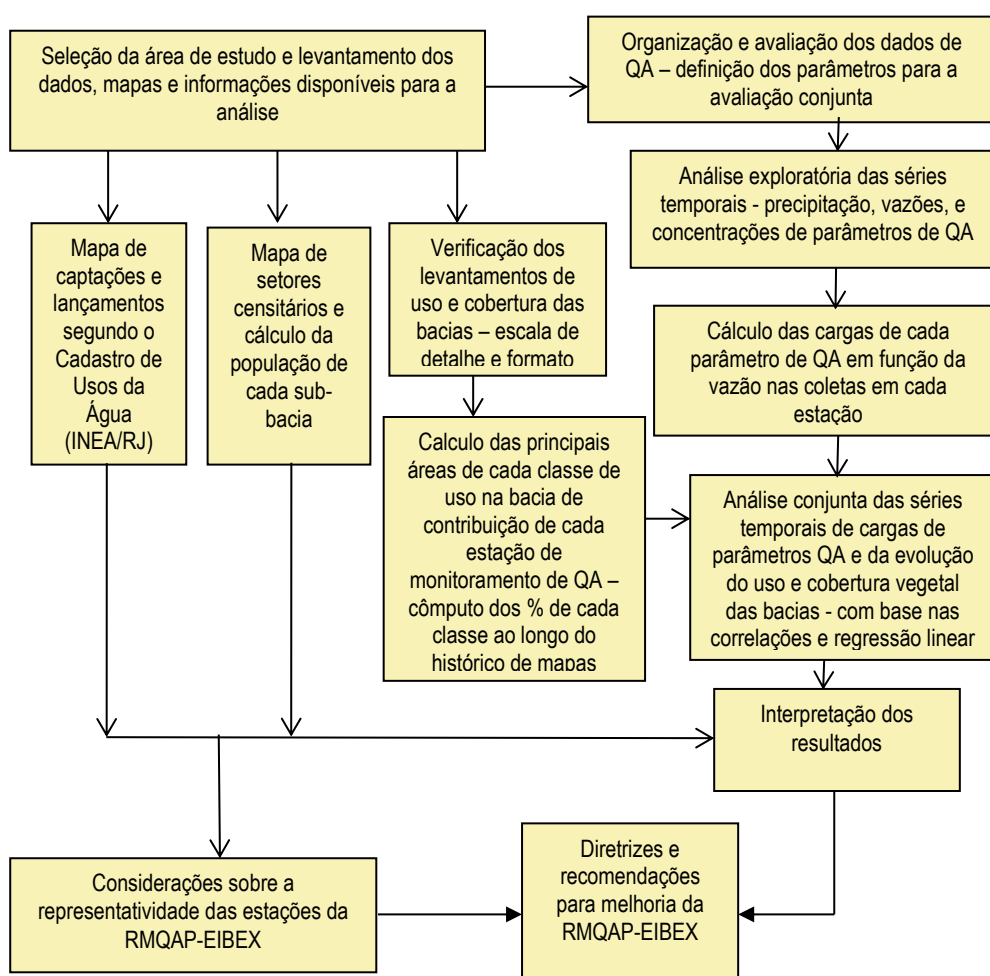 Seleção da área de estudo e levantamento dos
dados, mapas e informações disponíveis para a
análise
Organização e avaliação dos dados de
QA – definição dos parâmetros para a
avaliação conjunta
Análise exploratória das séries
temporais - precipitação, vazões, e
concentrações de parâmetros de QA
Mapa de
captações e
lançamentos
segundo o
Cadastro de
Usos da
Água
(INEA/RJ)
Mapa de
setores
censitários e
cálculo da
população de
cada sub-
bacia
Verificação dos
levantamentos de
uso e cobertura das
bacias – escala de
detalhe e formato
Cálculo das cargas de cada
parâmetro de QA em função da
vazão nas coletas em cada
estação
Calculo das principais
áreas de cada classe de
uso na bacia de
contribuição de cada
estação de
monitoramento de QA –
cômputo dos % de cada
classe ao longo do
histórico de mapas
Análise conjunta das séries
temporais de cargas de
parâmetros QA e da evolução
do uso e cobertura vegetal
das bacias - com base nas
correlações e regressão linear
Interpretação dos
resultados
Considerações sobre a
representatividade das estações da
RMQAP-EIBEX
Diretrizes e
recomendações
para melhoria da
RMQAP-EIBEX